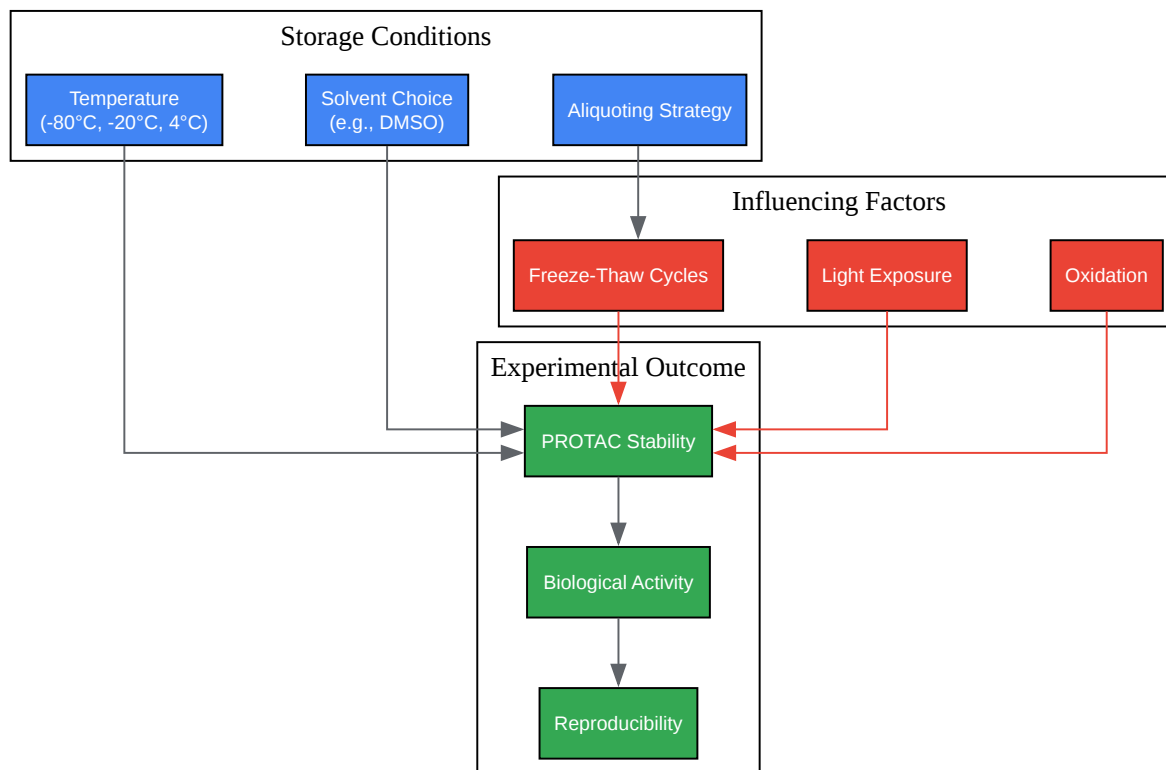 Storage Conditions
Temperature
(-80°C, -20°C, 4°C)
Solvent Choice
(e.g., DMSO)
Aliquoting Strategy
Influencing Factors
Freeze-Thaw Cycles
Light Exposure
Oxidation
Experimental Outcome
PROTAC Stability
Biological Activity
Reproducibility